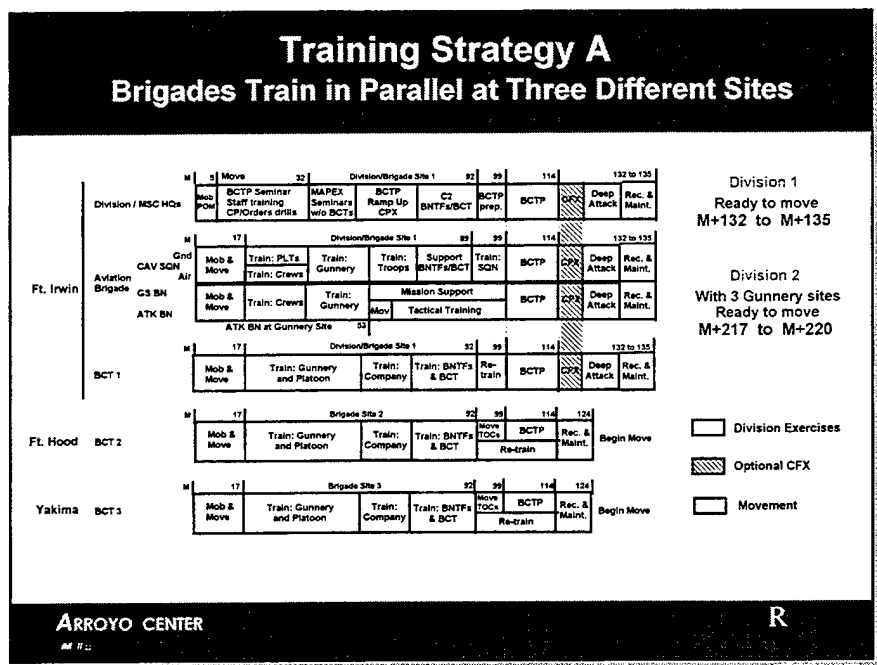 Training Strategy A
Brigades Train in Parallel at Three Different Sites
Ft. Irwin
Division / MSC HQs
M 5 Move 32 Division/Brigade Site 1 92 99 114 132 to 135
Mob POM
BCTP Seminar
Staff training
CP/Orders drills
MAPEX
Seminars
w/o BCTs
BCTP
Ramp Up
CPX
C2
BNTFs/BCT
BCTP
prep.
BCTP
CFX
Deep
Attack
Rec. &
Maint.
Aviation
Brigade
Gnd
CAV SQN
Air
GS BN
ATK BN
M 17 Division/Brigade Site 1 89 99 114 132 to 135
Mob &
Move
Train: PLTs
Train: Crews
Train:
Gunnery
Train:
Troops
Support
BNTFs/BCT
Train:
SQN
BCTP
CFX
Deep
Attack
Rec. &
Maint.
Mob &
Move
Train: Crews
Train:
Gunnery
Mission Support
Mov
Tactical Training
BCTP
CFX
Deep
Attack
Rec. &
Maint.
ATK BN at Gunnery Site 53
BCT 1
M 17 Division/Brigade Site 1 92 99 114 132 to 135
Mob &
Move
Train: Gunnery
and Platoon
Train:
Company
Train: BNTFs
& BCT
Re-
train
BCTP
CFX
Deep
Attack
Rec. &
Maint.
Ft. Hood
BCT 2
M 17 Brigade Site 2 92 99 114 124
Mob &
Move
Train: Gunnery
and Platoon
Train:
Company
Train: BNTFs
& BCT
Move
TOCs
BCTP
Re-train
Rec. &
Maint.
Begin Move
Yakima
BCT 3
M 17 Brigade Site 3 92 99 114 124
Mob &
Move
Train: Gunnery
and Platoon
Train:
Company
Train: BNTFs
& BCT
Move
TOCs
BCTP
Re-train
Rec. &
Maint.
Begin Move
Division 1
Ready to move
M+132 to M+135
Division 2
With 3 Gunnery sites
Ready to move
M+217 to M+220
Division Exercises
Optional CFX
Movement
ARROYO CENTER
R